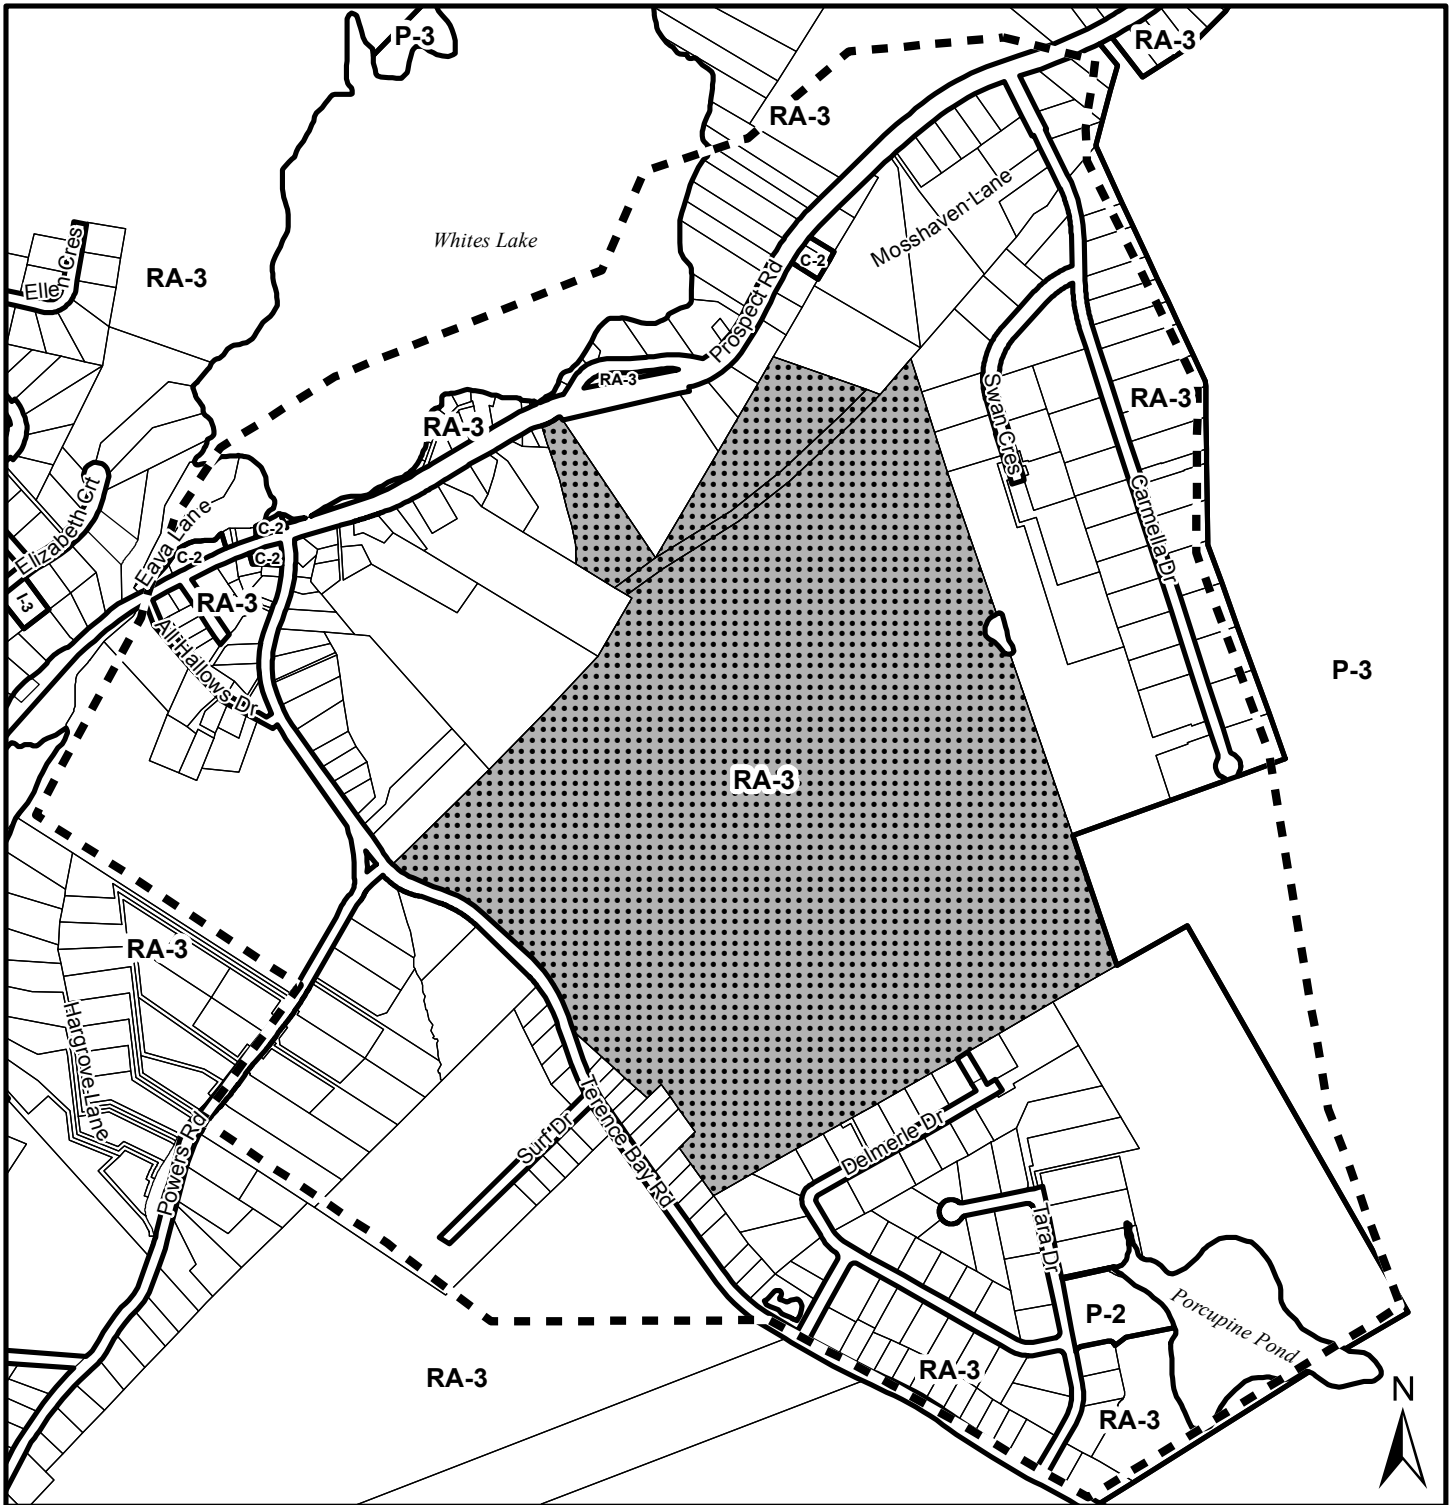 P-3
RA-3
RA-3
Whites Lake
Mosshaven Lane
Ellen Cres
RA-3
C-2
Prospect Rd
RA-3
Swan Cres
RA-3
RA-3
Elizabeth Crt
Eava Lane
C-2
C-2
C-2
Carmella Dr
I-3
RA-3
All Hallows Dr
P-3
RA-3
RA-3
Hargrove Lane
Powers Rd
Surf Dr
Terence Bay Rd
Delmerle Dr
Tara Dr
P-2
Porcupine Pond
RA-3
RA-3
RA-3
N